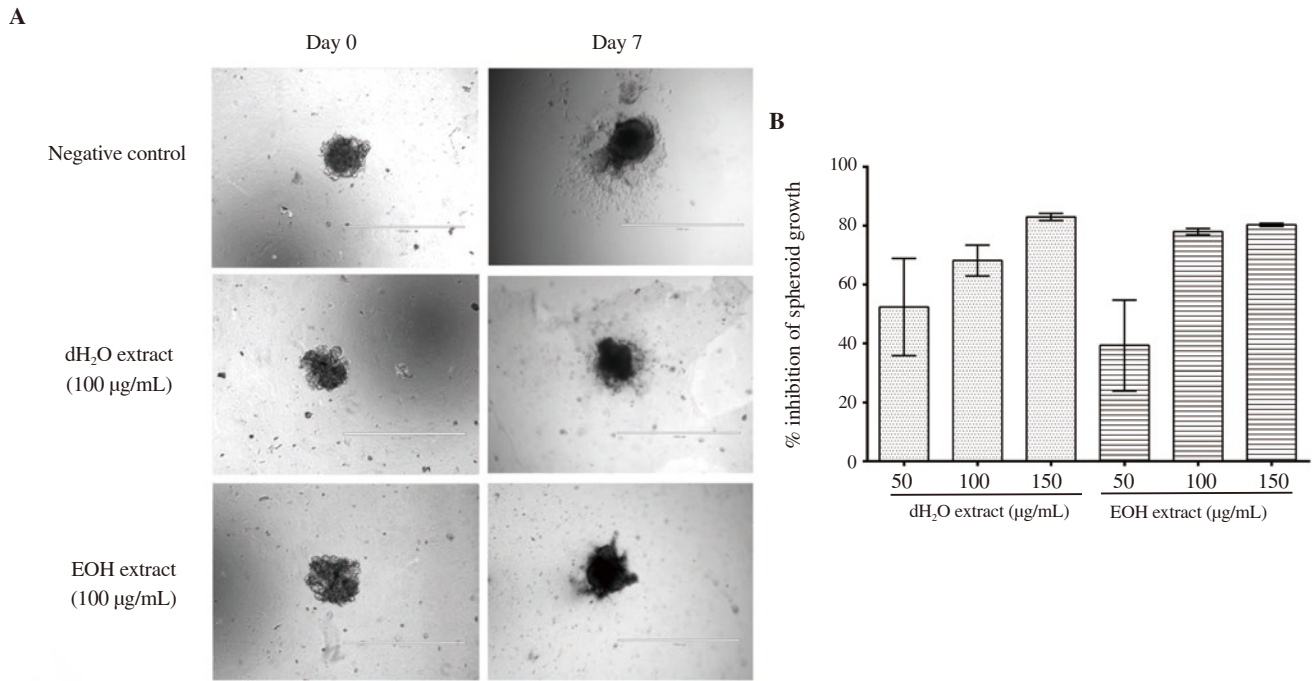 A
Day 0
Day 7
Negative control
dH₂O extract
(100 μg/mL)
EOH extract
(100 μg/mL)
B
% inhibition of spheroid growth
100
80
60
40
20
0
50 100 150 50 100 150
dH₂O extract (μg/mL) EOH extract (μg/mL)